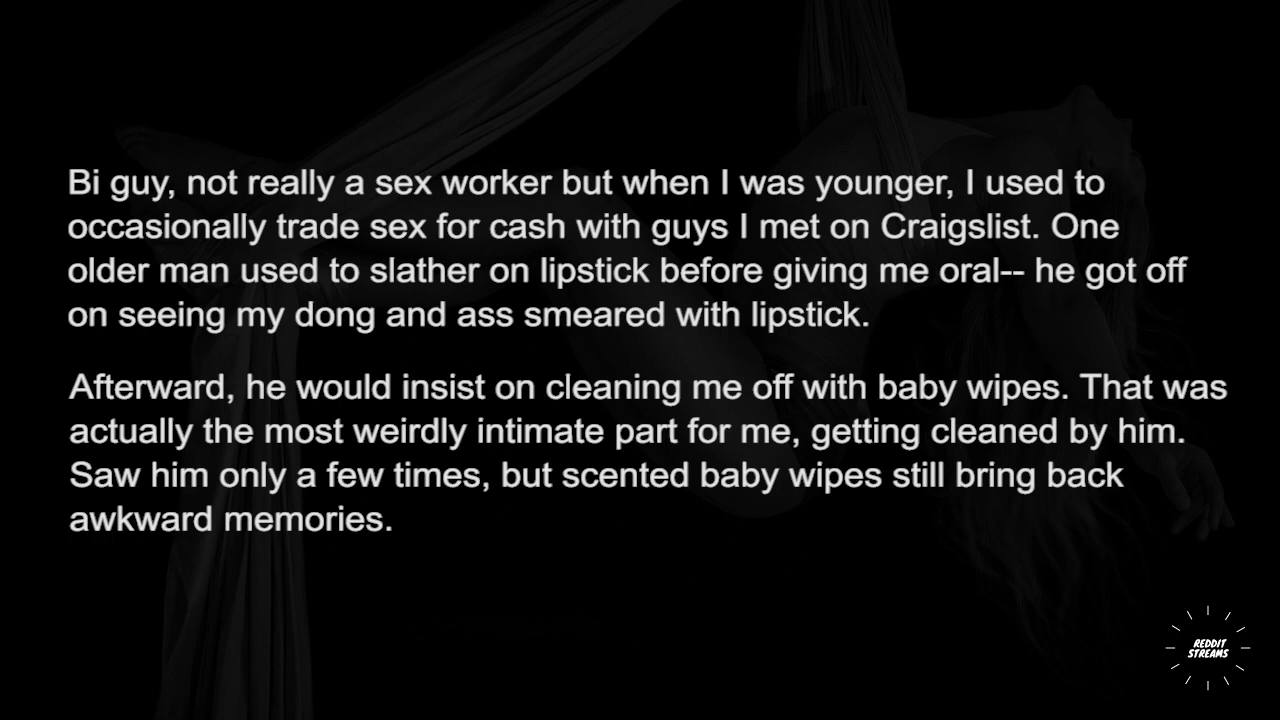 Bi guy, not really a sex worker but when I was younger, I used to
occasionally trade sex for cash with guys I met on Craigslist. One
older man used to slather on lipstick before giving me oral-- he got off
on seeing my dong and ass smeared with lipstick.
Afterward, he would insist on cleaning me off with baby wipes. That was
actually the most weirdly intimate part for me, getting cleaned by him.
Saw him only a few times, but scented baby wipes still bring back
awkward memories.
REDDIT
STREAMS